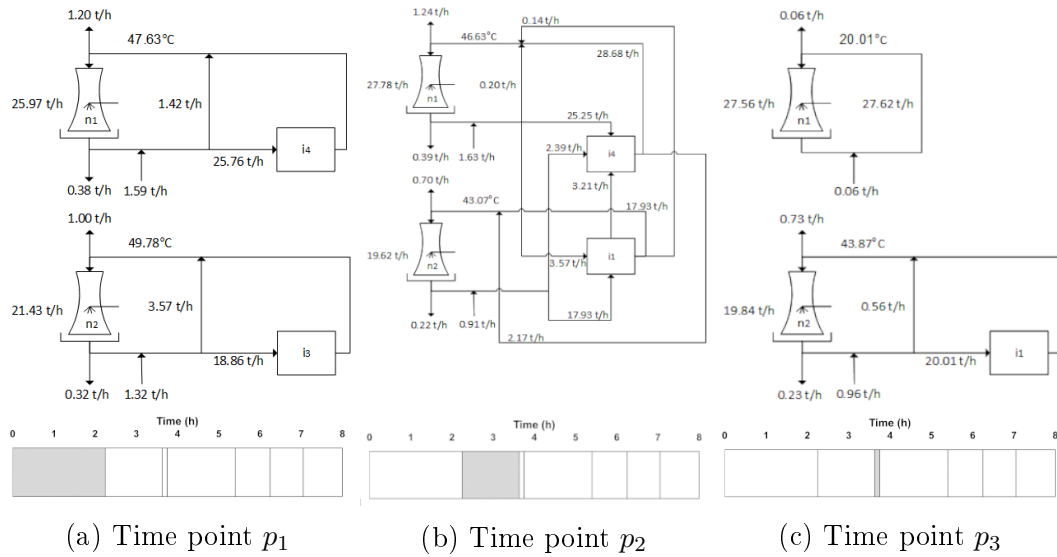 1.20 t/h
47.63°C
25.97 t/h
n1
1.42 t/h
i4
25.76 t/h
0.38 t/h
1.59 t/h
1.00 t/h
49.78°C
21.43 t/h
n2
3.57 t/h
i3
18.86 t/h
0.32 t/h
1.32 t/h
Time (h)
0 1 2 3 4 5 6 7 8
(a) Time point p1
1.24 t/h
0.14 t/h
46.63°C
28.68 t/h
27.78 t/h
n1
0.20 t/h
25.25 t/h
2.39 t/h
i4
0.39 t/h
1.63 t/h
3.21 t/h
0.70 t/h
43.07°C
17.93 t/h
19.62 t/h
n2
i1
3.57 t/h
0.22 t/h
0.91 t/h
17.93 t/h
2.17 t/h
Time (h)
0 1 2 3 4 5 6 7 8
(b) Time point p2
0.06 t/h
20.01°C
27.56 t/h
n1
27.62 t/h
0.06 t/h
0.73 t/h
43.87°C
19.84 t/h
n2
0.56 t/h
i1
20.01 t/h
0.23 t/h
0.96 t/h
Time (h)
0 1 2 3 4 5 6 7 8
(c) Time point p3